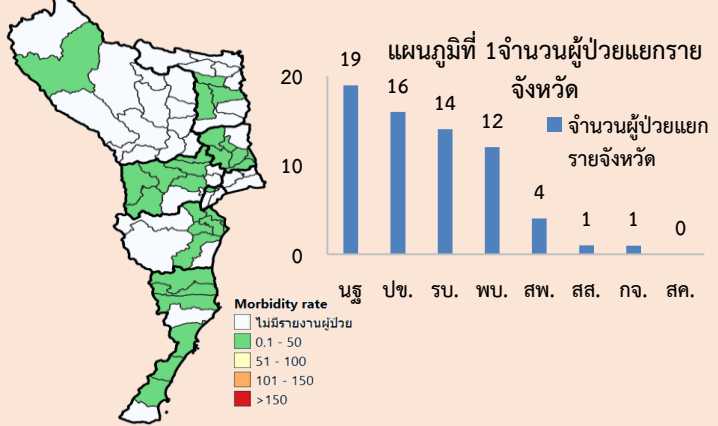 แผนภูมิที่ 1จำนวนผู้ป่วยแยกราย
จังหวัด
จำนวนผู้ป่วยแยก
รายจังหวัด
20
10
0
19
16
14
12
4
1
1
0
นฐ
ปข.
รบ.
พบ.
สพ.
สส.
กจ.
สค.
Morbidity rate
ไม่มีรายงานผู้ป่วย
0.1 - 50
51 - 100
101 - 150
>150